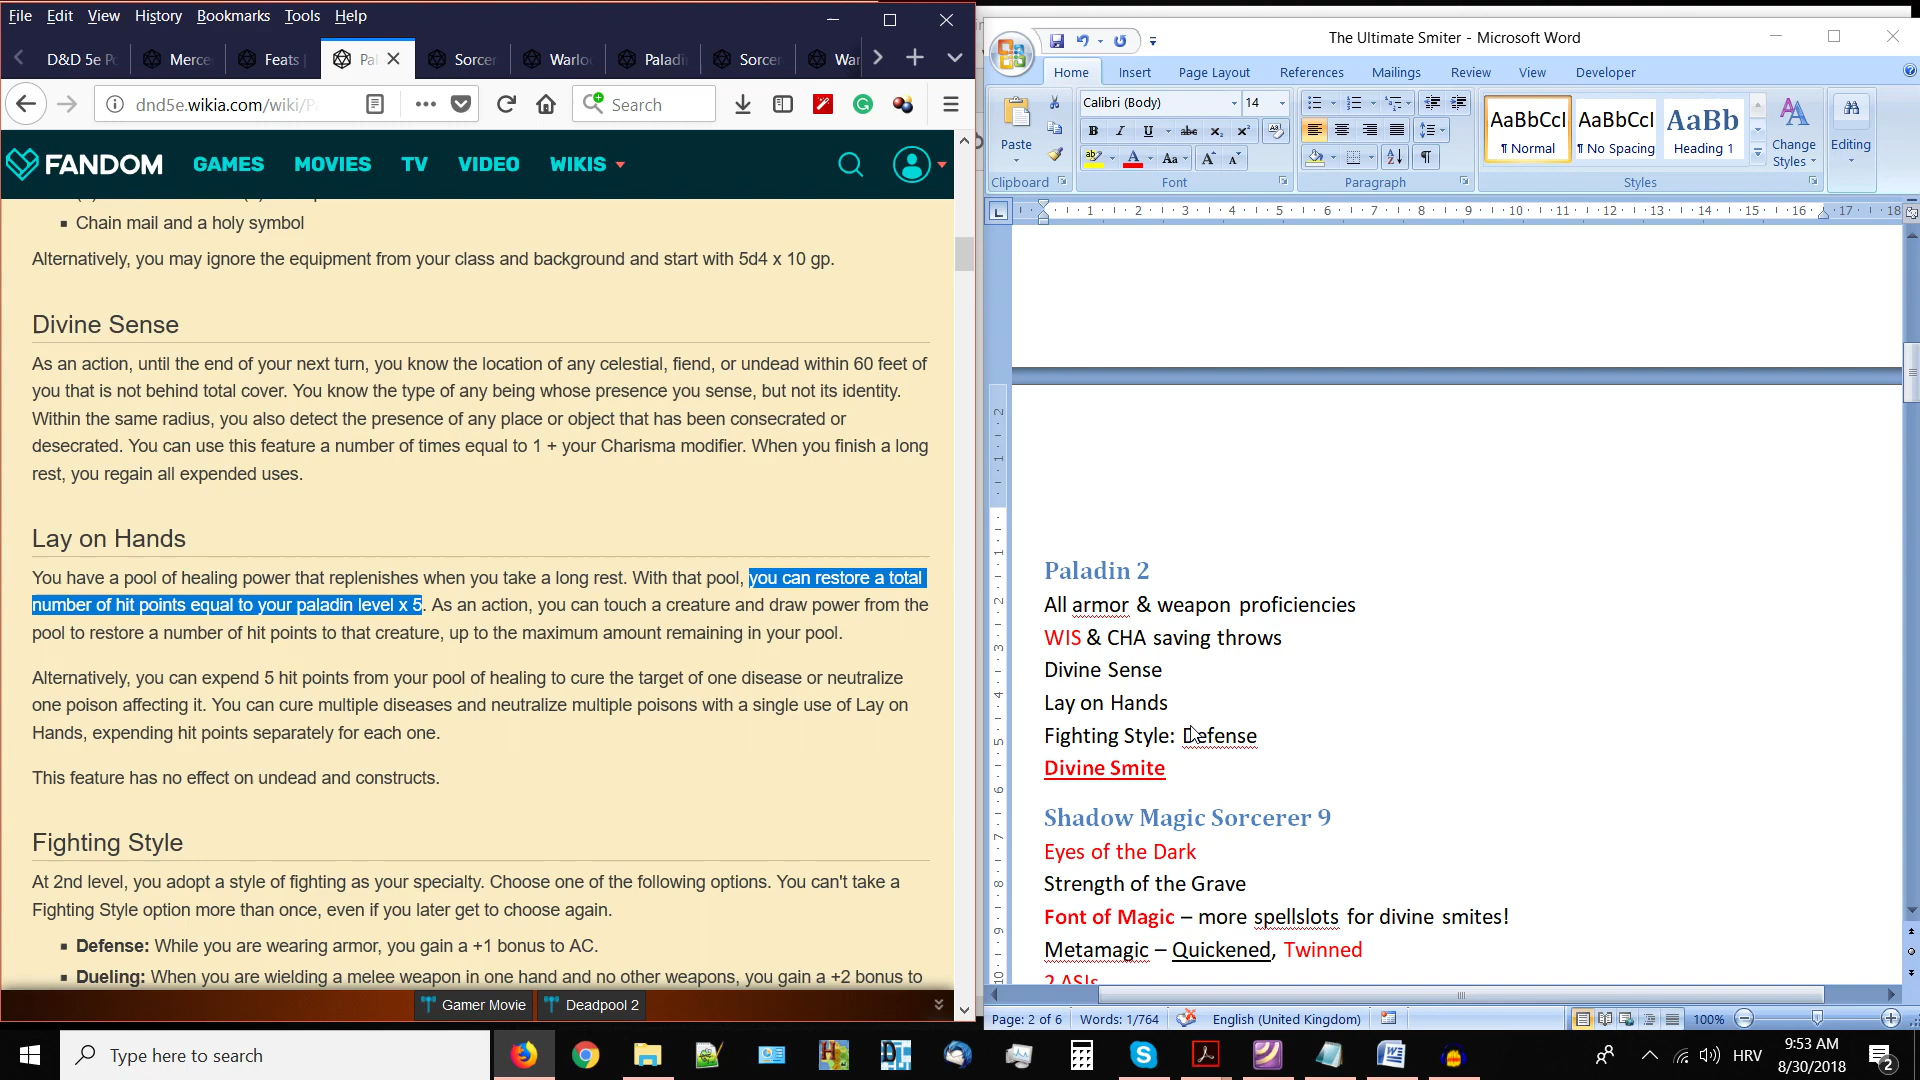 File Edit View History Bookmarks Tools Help
D&D 5e P
Merce
Feats
Pal
Sorcer
Warlo
Paladi
Sorcer
War
dnd5e.wikia.com/wiki/P
Search
FANDOM GAMES MOVIES TV VIDEO WIKIS
Chain mail and a holy symbol
Alternatively, you may ignore the equipment from your class and background and start with 5d4 x 10 gp.
Divine Sense
As an action, until the end of your next turn, you know the location of any celestial, fiend, or undead within 60 feet of
you that is not behind total cover. You know the type of any being whose presence you sense, but not its identity.
Within the same radius, you also detect the presence of any place or object that has been consecrated or
desecrated. You can use this feature a number of times equal to 1 + your Charisma modifier. When you finish a long
rest, you regain all expended uses.
Lay on Hands
You have a pool of healing power that replenishes when you take a long rest. With that pool, you can restore a total
number of hit points equal to your paladin level x 5. As an action, you can touch a creature and draw power from the
pool to restore a number of hit points to that creature, up to the maximum amount remaining in your pool.
Alternatively, you can expend 5 hit points from your pool of healing to cure the target of one disease or neutralize
one poison affecting it. You can cure multiple diseases and neutralize multiple poisons with a single use of Lay on
Hands, expending hit points separately for each one.
This feature has no effect on undead and constructs.
Fighting Style
At 2nd level, you adopt a style of fighting as your specialty. Choose one of the following options. You can't take a
Fighting Style option more than once, even if you later get to choose again.
Defense: While you are wearing armor, you gain a +1 bonus to AC.
Dueling: When you are wielding a melee weapon in one hand and no other weapons, you gain a +2 bonus to
Gamer Movie Deadpool 2
The Ultimate Smiter - Microsoft Word
Home Insert Page Layout References Mailings Review View Developer
Paste
Clipboard
Calibri (Body) 14
Font
Paragraph
AaBbCcI AaBbCcI AaBb
¶ Normal ¶ No Spacing Heading 1
Change Styles
Styles
Editing
Paladin 2
All armor & weapon proficiencies
WIS & CHA saving throws
Divine Sense
Lay on Hands
Fighting Style: Defense
Divine Smite
Shadow Magic Sorcerer 9
Eyes of the Dark
Strength of the Grave
Font of Magic – more spellslots for divine smites!
Metamagic – Quickened, Twinned
2 ASIs
Page: 2 of 6 Words: 1/764 English (United Kingdom) 100%
Type here to search
HRV
9:53 AM
8/30/2018
2